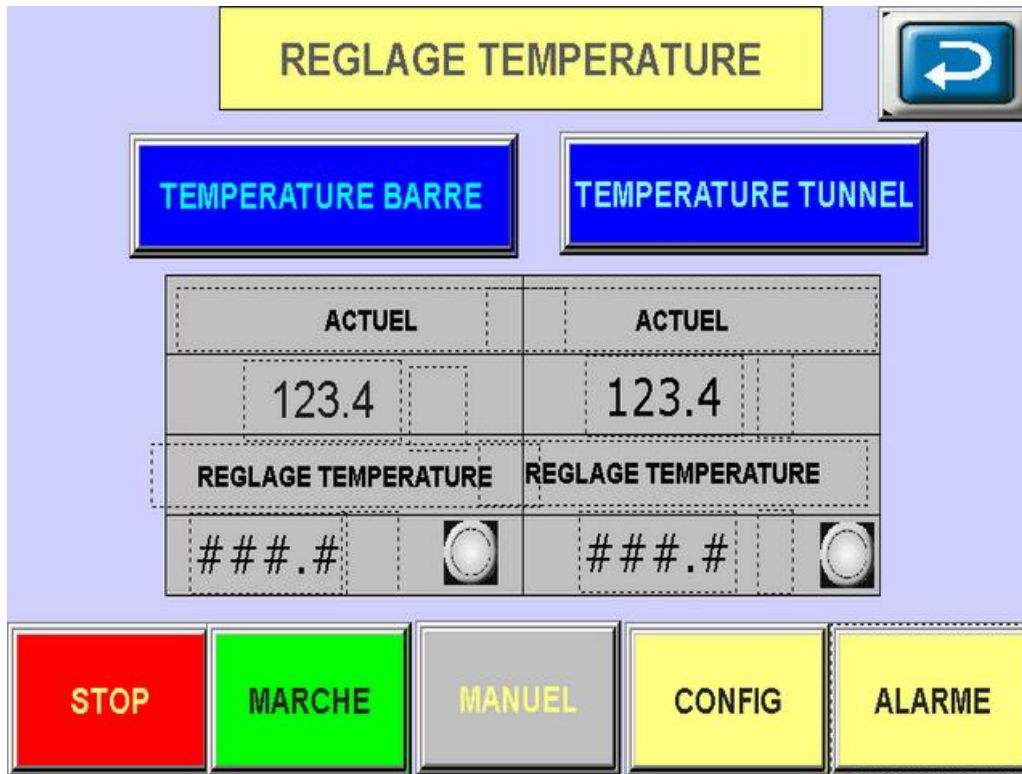 REGLAGE TEMPERATURE
TEMPERATURE BARRE
TEMPERATURE TUNNEL
ACTUEL ACTUEL
123.4 123.4
REGLAGE TEMPERATURE REGLAGE TEMPERATURE
###.# ###.#
STOP MARCHE MANUEL CONFIG ALARME